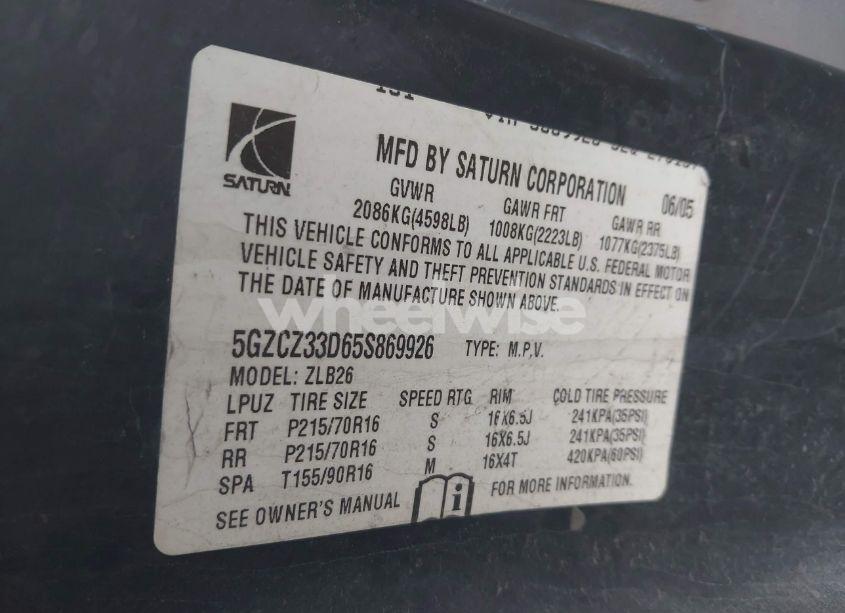 SATURN
MFD BY SATURN CORPORATION 06/05
GVWR GAWR FRT GAWR RR
2086KG(4598LB) 1008KG(2223LB) 1077KG(2375LB)
THIS VEHICLE CONFORMS TO ALL APPLICABLE U.S. FEDERAL MOTOR
VEHICLE SAFETY AND THEFT PREVENTION STANDARDS IN EFFECT ON
THE DATE OF MANUFACTURE SHOWN ABOVE.
wheelwise
5GZCZ33D65S869926 TYPE: M.P.V.
MODEL: ZLB26
LPUZ TIRE SIZE SPEED RTG RIM COLD TIRE PRESSURE
FRT P215/70R16 S 16X6.5J 241KPA(35PSI)
RR P215/70R16 S 16X6.5J 241KPA(35PSI)
SPA T155/90R16 M 16X4T 420KPA(60PSI)
SEE OWNER'S MANUAL i FOR MORE INFORMATION.